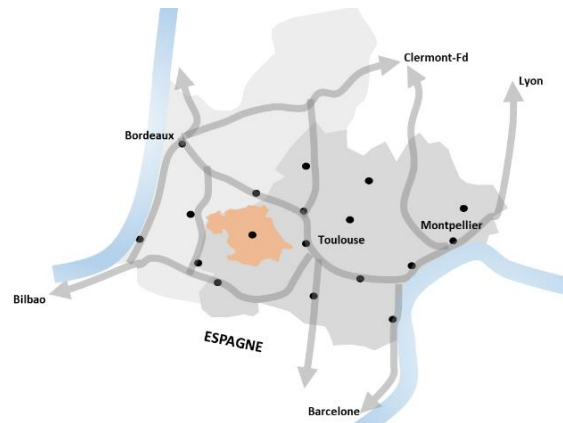 Clermont-Fd
Lyon
Bordeaux
Montpellier
Toulouse
Bilbao
ESPAGNE
Barcelone